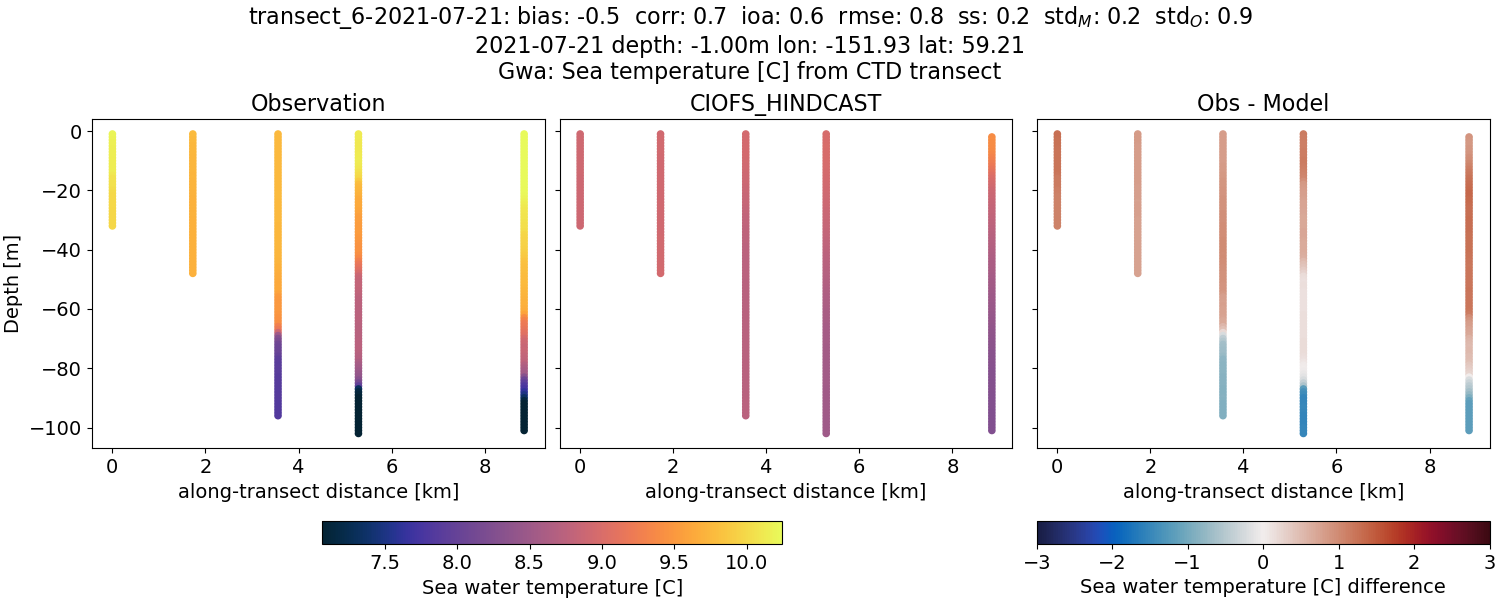 transect_6-2021-07-21: bias: -0.5  corr: 0.7  ioa: 0.6  rmse: 0.8  ss: 0.2  std_M: 0.2  std_O: 0.9
2021-07-21 depth: -1.00m lon: -151.93 lat: 59.21
Gwa: Sea temperature [C] from CTD transect
Observation
CIOFS_HINDCAST
Obs - Model
Depth [m]
0
−20
−40
−60
−80
−100
0 2 4 6 8
along-transect distance [km]
0 2 4 6 8
along-transect distance [km]
0 2 4 6 8
along-transect distance [km]
7.5 8.0 8.5 9.0 9.5 10.0
Sea water temperature [C]
−3 −2 −1 0 1 2 3
Sea water temperature [C] difference